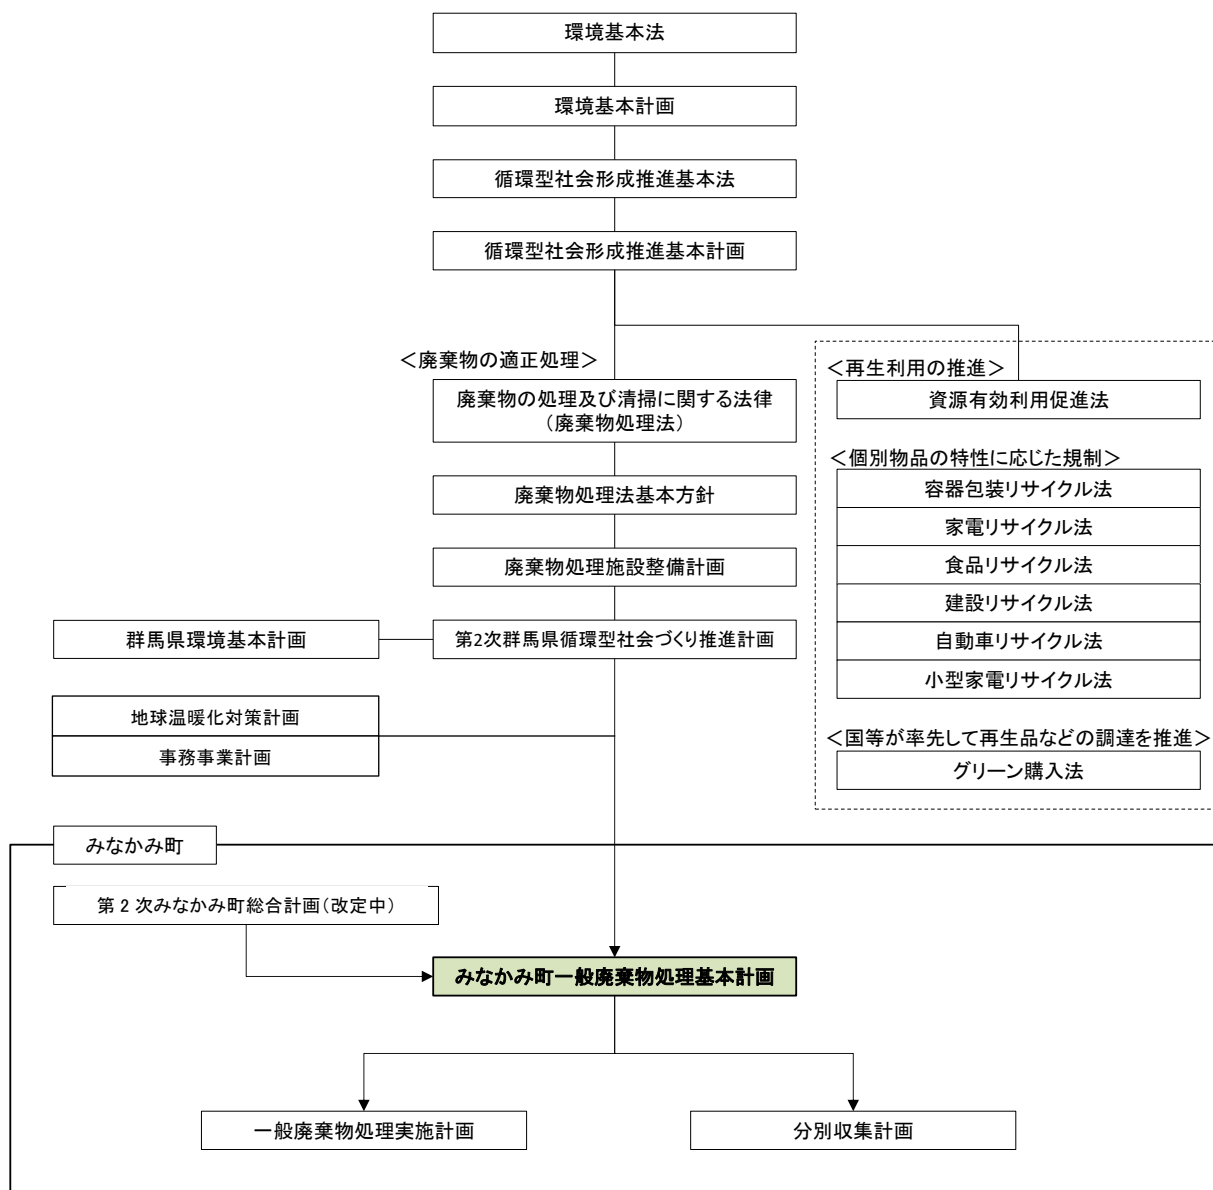 環境基本法
環境基本計画
循環型社会形成推進基本法
循環型社会形成推進基本計画
＜廃棄物の適正処理＞
廃棄物の処理及び清掃に関する法律
（廃棄物処理法）
廃棄物処理法基本方針
廃棄物処理施設整備計画
群馬県環境基本計画
第2次群馬県循環型社会づくり推進計画
地球温暖化対策計画
事務事業計画
＜再生利用の推進＞
資源有効利用促進法
＜個別物品の特性に応じた規制＞
容器包装リサイクル法
家電リサイクル法
食品リサイクル法
建設リサイクル法
自動車リサイクル法
小型家電リサイクル法
＜国等が率先して再生品などの調達を推進＞
グリーン購入法
みなかみ町
第２次みなかみ町総合計画（改定中）
みなかみ町一般廃棄物処理基本計画
一般廃棄物処理実施計画
分別収集計画